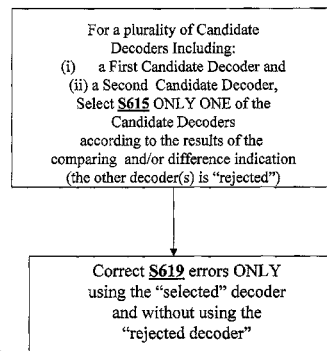 For a plurality of Candidate
Decoders Including:
(i) a First Candidate Decoder and
(ii) a Second Candidate Decoder,
Select S615 ONLY ONE of the
Candidate Decoders
according to the results of the
comparing and/or difference indication
(the other decoder(s) is "rejected")
Correct S619 errors ONLY
using the "selected" decoder
and without using the
"rejected decoder"